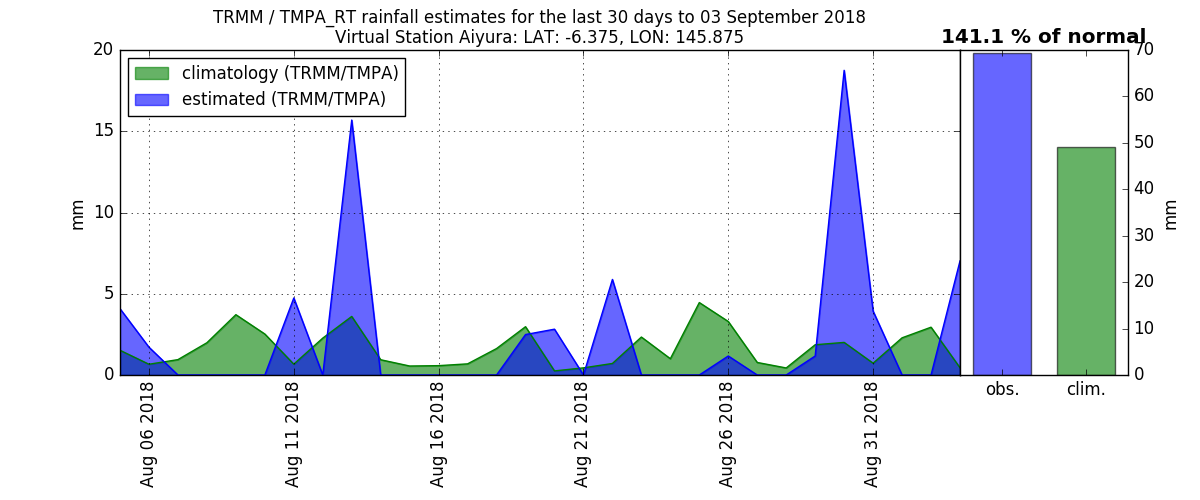 TRMM / TMPA_RT rainfall estimates for the last 30 days to 03 September 2018
Virtual Station Aiyura: LAT: -6.375, LON: 145.875
141.1 % of normal
climatology (TRMM/TMPA)
estimated (TRMM/TMPA)
mm
20
15
10
5
0
Aug 06 2018
Aug 11 2018
Aug 16 2018
Aug 21 2018
Aug 26 2018
Aug 31 2018
obs.
clim.
70
60
50
40
30
20
10
0
mm